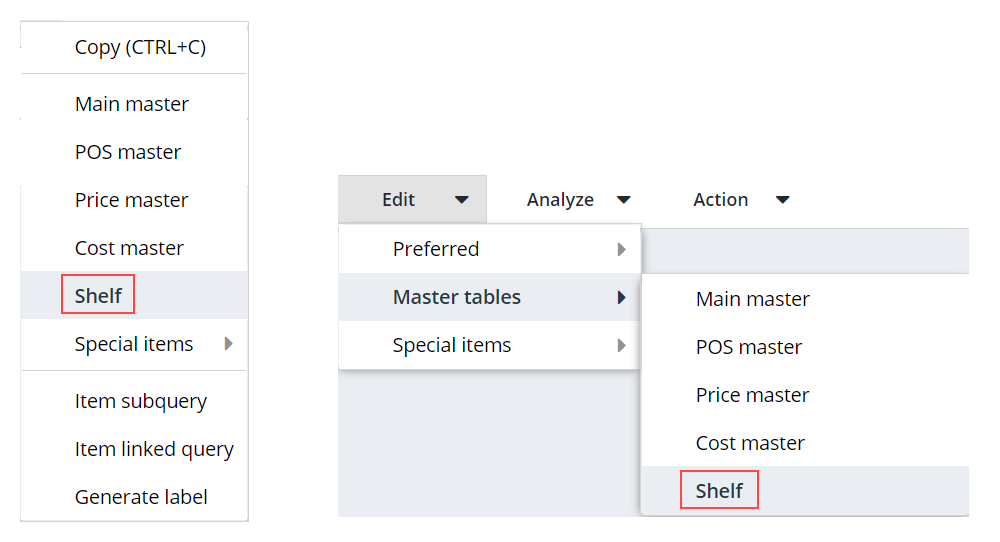 Copy (CTRL+C)
Main master
POS master
Price master
Cost master
Shelf
Special items
Item subquery
Item linked query
Generate label
Edit Analyze Action
Preferred
Master tables
Special items
Main master
POS master
Price master
Cost master
Shelf